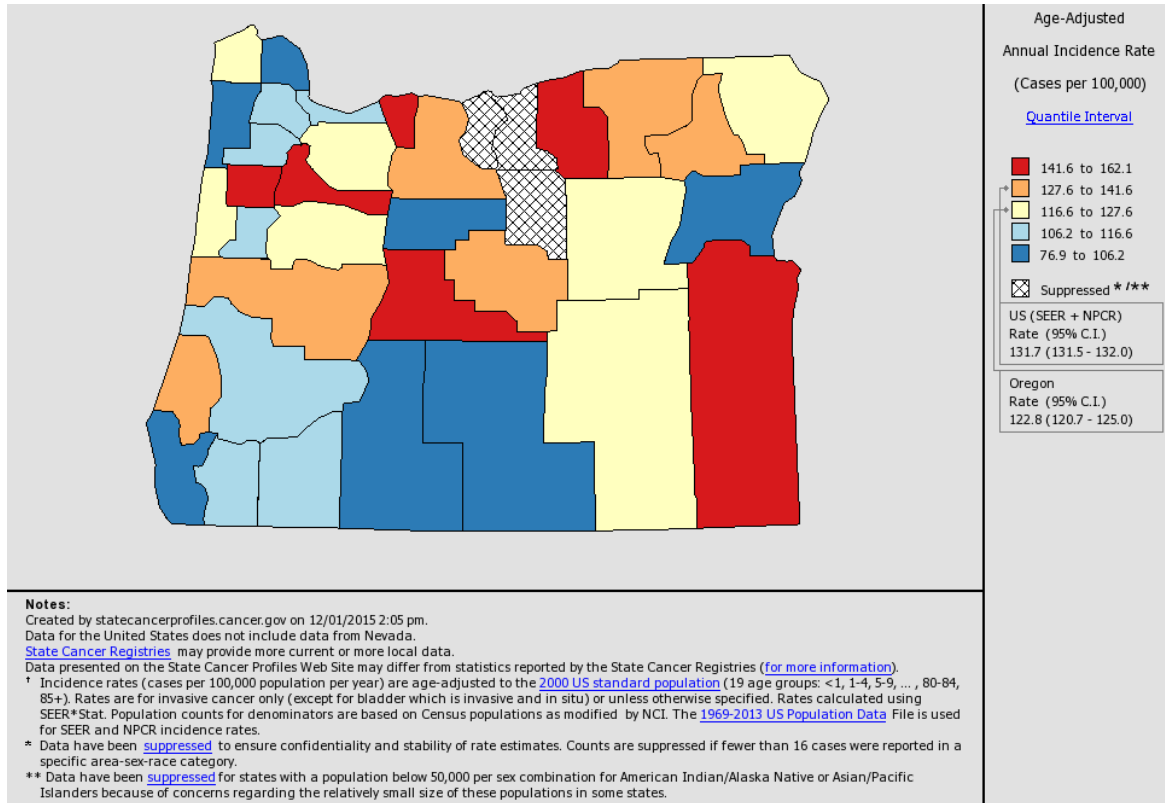 Age-Adjusted
Annual Incidence Rate
(Cases per 100,000)
Quantile Interval
141.6 to 162.1
127.6 to 141.6
116.6 to 127.6
106.2 to 116.6
76.9 to 106.2
Suppressed * /**
US (SEER + NPCR)
Rate (95% C.I.)
131.7 (131.5 - 132.0)
Oregon
Rate (95% C.I.)
122.8 (120.7 - 125.0)
Notes:
Created by statecancerprofiles.cancer.gov on 12/01/2015 2:05 pm.
Data for the United States does not include data from Nevada.
State Cancer Registries may provide more current or more local data.
Data presented on the State Cancer Profiles Web Site may differ from statistics reported by the State Cancer Registries (for more information).
† Incidence rates (cases per 100,000 population per year) are age-adjusted to the 2000 US standard population (19 age groups: <1, 1-4, 5-9, ... , 80-84,
85+). Rates are for invasive cancer only (except for bladder which is invasive and in situ) or unless otherwise specified. Rates calculated using
SEER*Stat. Population counts for denominators are based on Census populations as modified by NCI. The 1969-2013 US Population Data File is used
for SEER and NPCR incidence rates.
* Data have been suppressed to ensure confidentiality and stability of rate estimates. Counts are suppressed if fewer than 16 cases were reported in a
specific area-sex-race category.
** Data have been suppressed for states with a population below 50,000 per sex combination for American Indian/Alaska Native or Asian/Pacific
Islanders because of concerns regarding the relatively small size of these populations in some states.